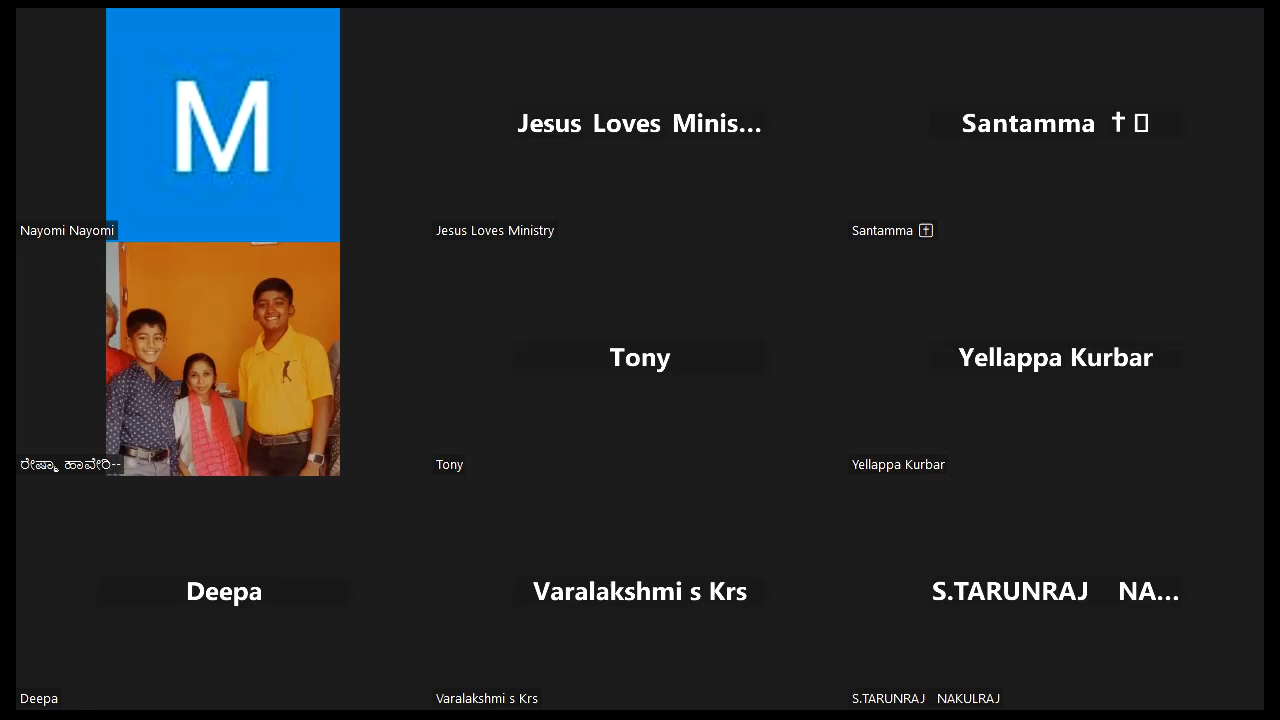 M
Jesus Loves Minis...
Santamma ✝ ▯
Nayomi Nayomi
Jesus Loves Ministry
Santamma ✝️
Tony
Yellappa Kurbar
ರೇಷ್ಮಾ ಹಾವೇರಿ--
Tony
Yellappa Kurbar
Deepa
Varalakshmi s Krs
S.TARUNRAJ NA...
Deepa
Varalakshmi s Krs
S.TARUNRAJ NAKULRAJ